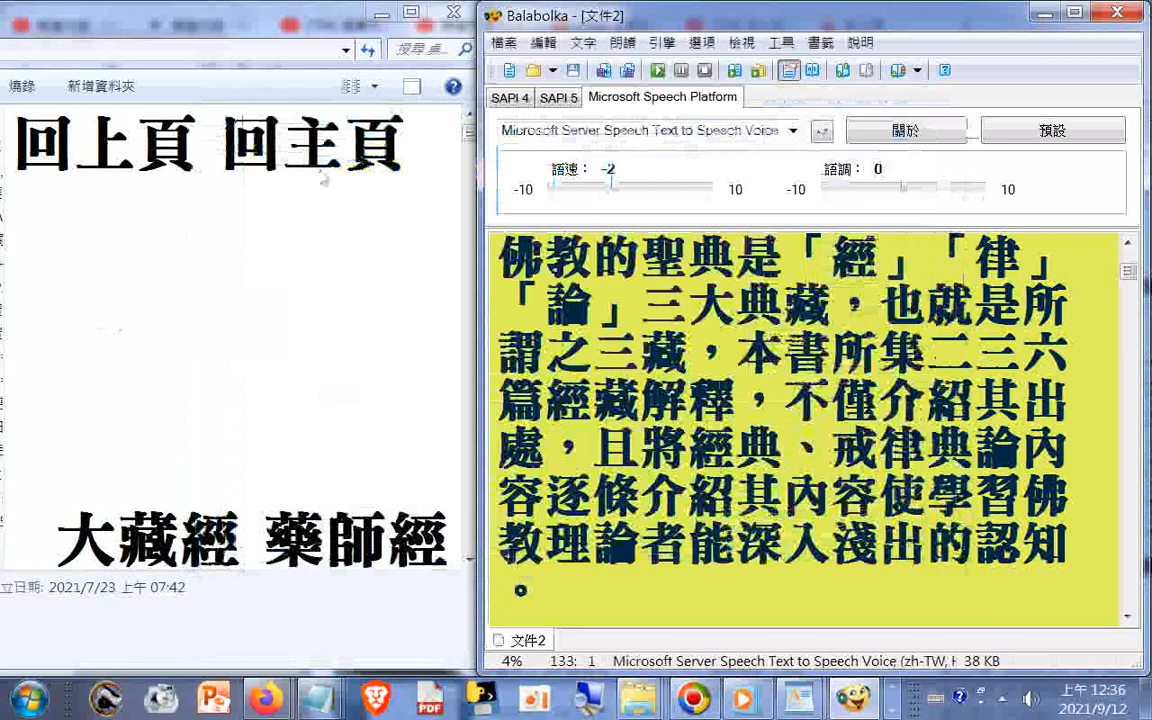 Balabolka - [文件2]
搜尋 桌...
檔案 編輯 文字 朗讀 引擎 選項 檢視 工具 書籤 說明
燒錄 新增資料夾
SAPI 4 SAPI 5 Microsoft Speech Platform
Microsoft Server Speech Text to Speech Voice 關於 預設
語速： -2 語調： 0
-10 10 -10 10
回上頁 回主頁
佛教的聖典是「經」「律」
「論」三大典藏，也就是所
謂之三藏，本書所集二三六
篇經藏解釋，不僅介紹其出
處，且將經典、戒律典論內
容逐條介紹其內容使學習佛
教理論者能深入淺出的認知
。
大藏經 藥師經
立日期: 2021/7/23 上午 07:42
文件2
4% 133: 1 Microsoft Server Speech Text to Speech Voice (zh-TW, H 38 KB
PDF
上午 12:36
2021/9/12